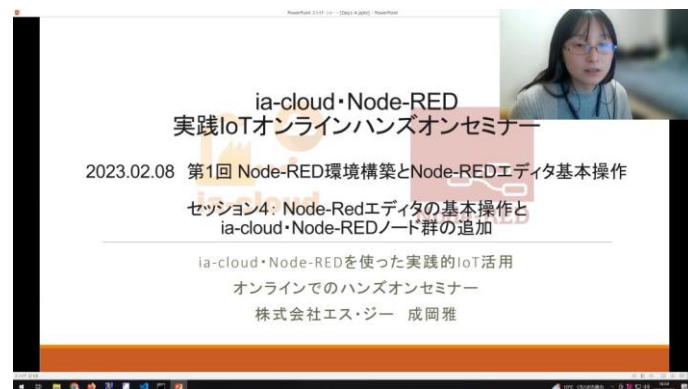 ia-cloud・Node-RED
実践IoTオンラインハンズオンセミナー
2023.02.08 第1回 Node-RED環境構築とNode-REDエディタ基本操作
セッション4: Node-Redエディタの基本操作と
ia-cloud・Node-REDノード群の追加
ia-cloud・Node-REDを使った実践的IoT活用
オンラインでのハンズオンセミナー
株式会社エス・ジー 成岡雅